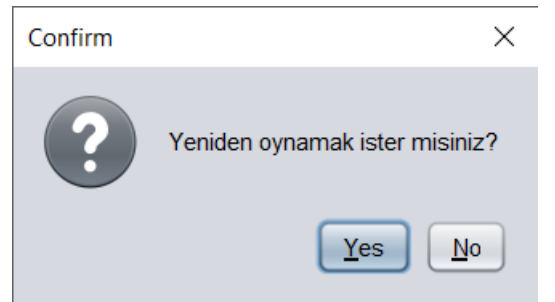 Confirm
Yeniden oynamak ister misiniz?
Yes No